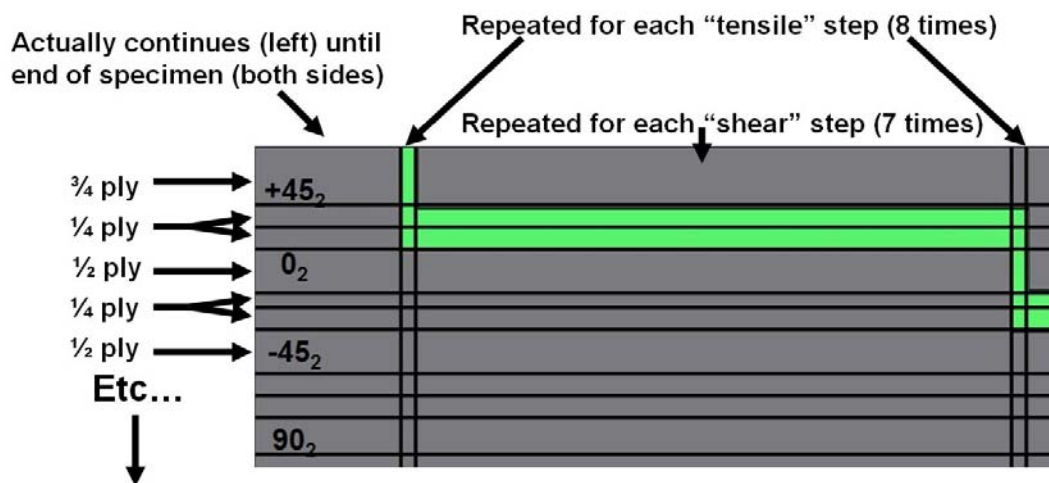 Actually continues (left) until
end of specimen (both sides)
Repeated for each “tensile” step (8 times)
Repeated for each “shear” step (7 times)
¾ ply
+45₂
¼ ply
½ ply
0₂
¼ ply
½ ply
-45₂
Etc…
90₂